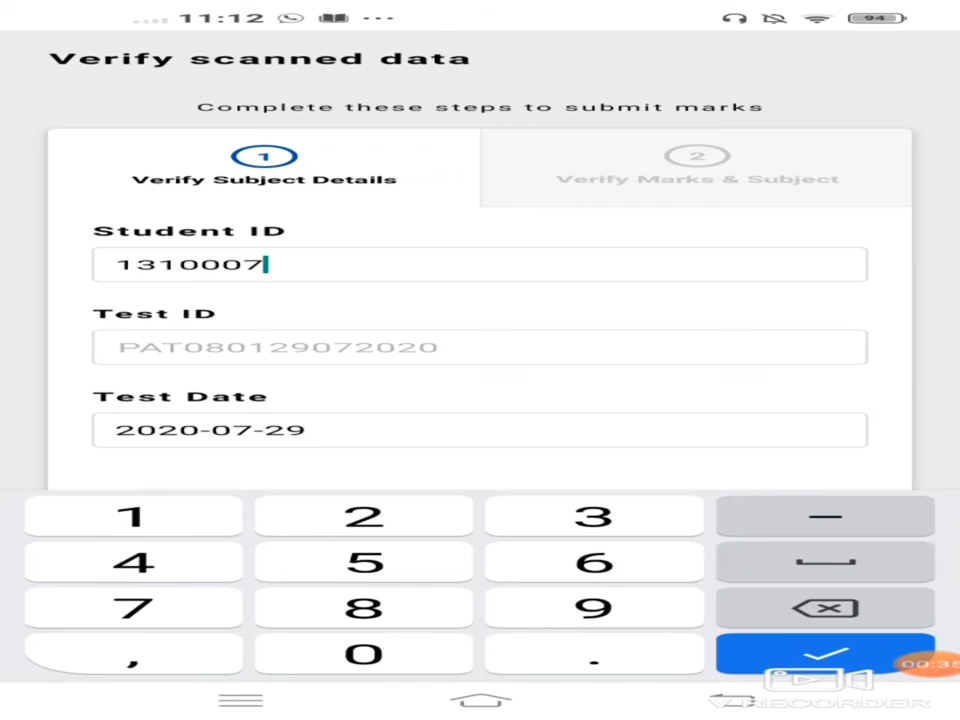 11:12 94
Verify scanned data
Complete these steps to submit marks
1 2
Verify Subject Details Verify Marks & Subject
Student ID
1310007
Test ID
PAT080129072020
Test Date
2020-07-29
1 2 3 –
4 5 6
7 8 9
, 0 .
00:35
VRECORDER